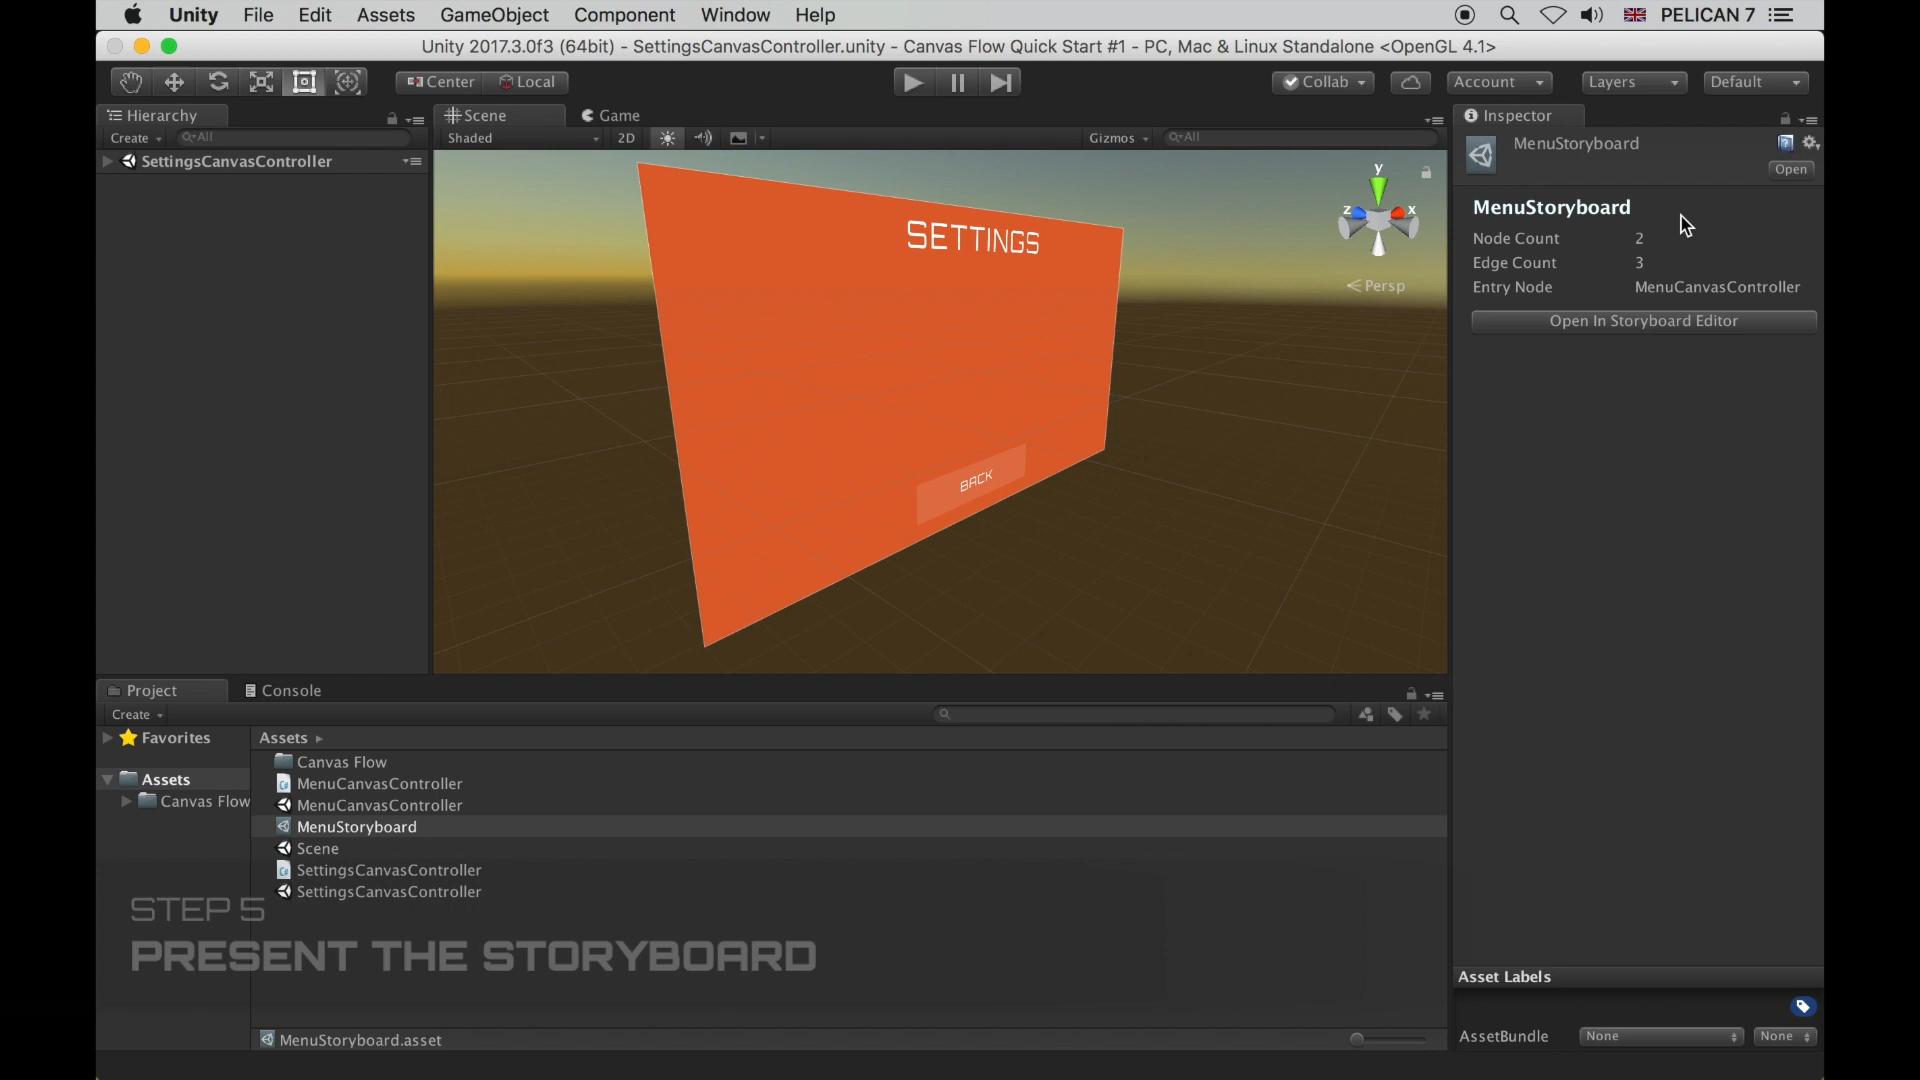 Unity File Edit Assets GameObject Component Window Help PELICAN 7
Unity 2017.3.0f3 (64bit) - SettingsCanvasController.unity - Canvas Flow Quick Start #1 - PC, Mac & Linux Standalone <OpenGL 4.1>
Center Local Collab Account Layers Default
Hierarchy Scene Game Inspector
Create All Shaded 2D Gizmos All
SettingsCanvasController
MenuStoryboard
Open
y
z x
Persp
SETTINGS
BACK
MenuStoryboard
Node Count 2
Edge Count 3
Entry Node MenuCanvasController
Open In Storyboard Editor
Project Console
Create
Favorites
Assets
Canvas Flow
Assets
Canvas Flow
MenuCanvasController
MenuCanvasController
MenuStoryboard
Scene
SettingsCanvasController
SettingsCanvasController
STEP 5
PRESENT THE STORYBOARD
MenuStoryboard.asset
Asset Labels
AssetBundle None None